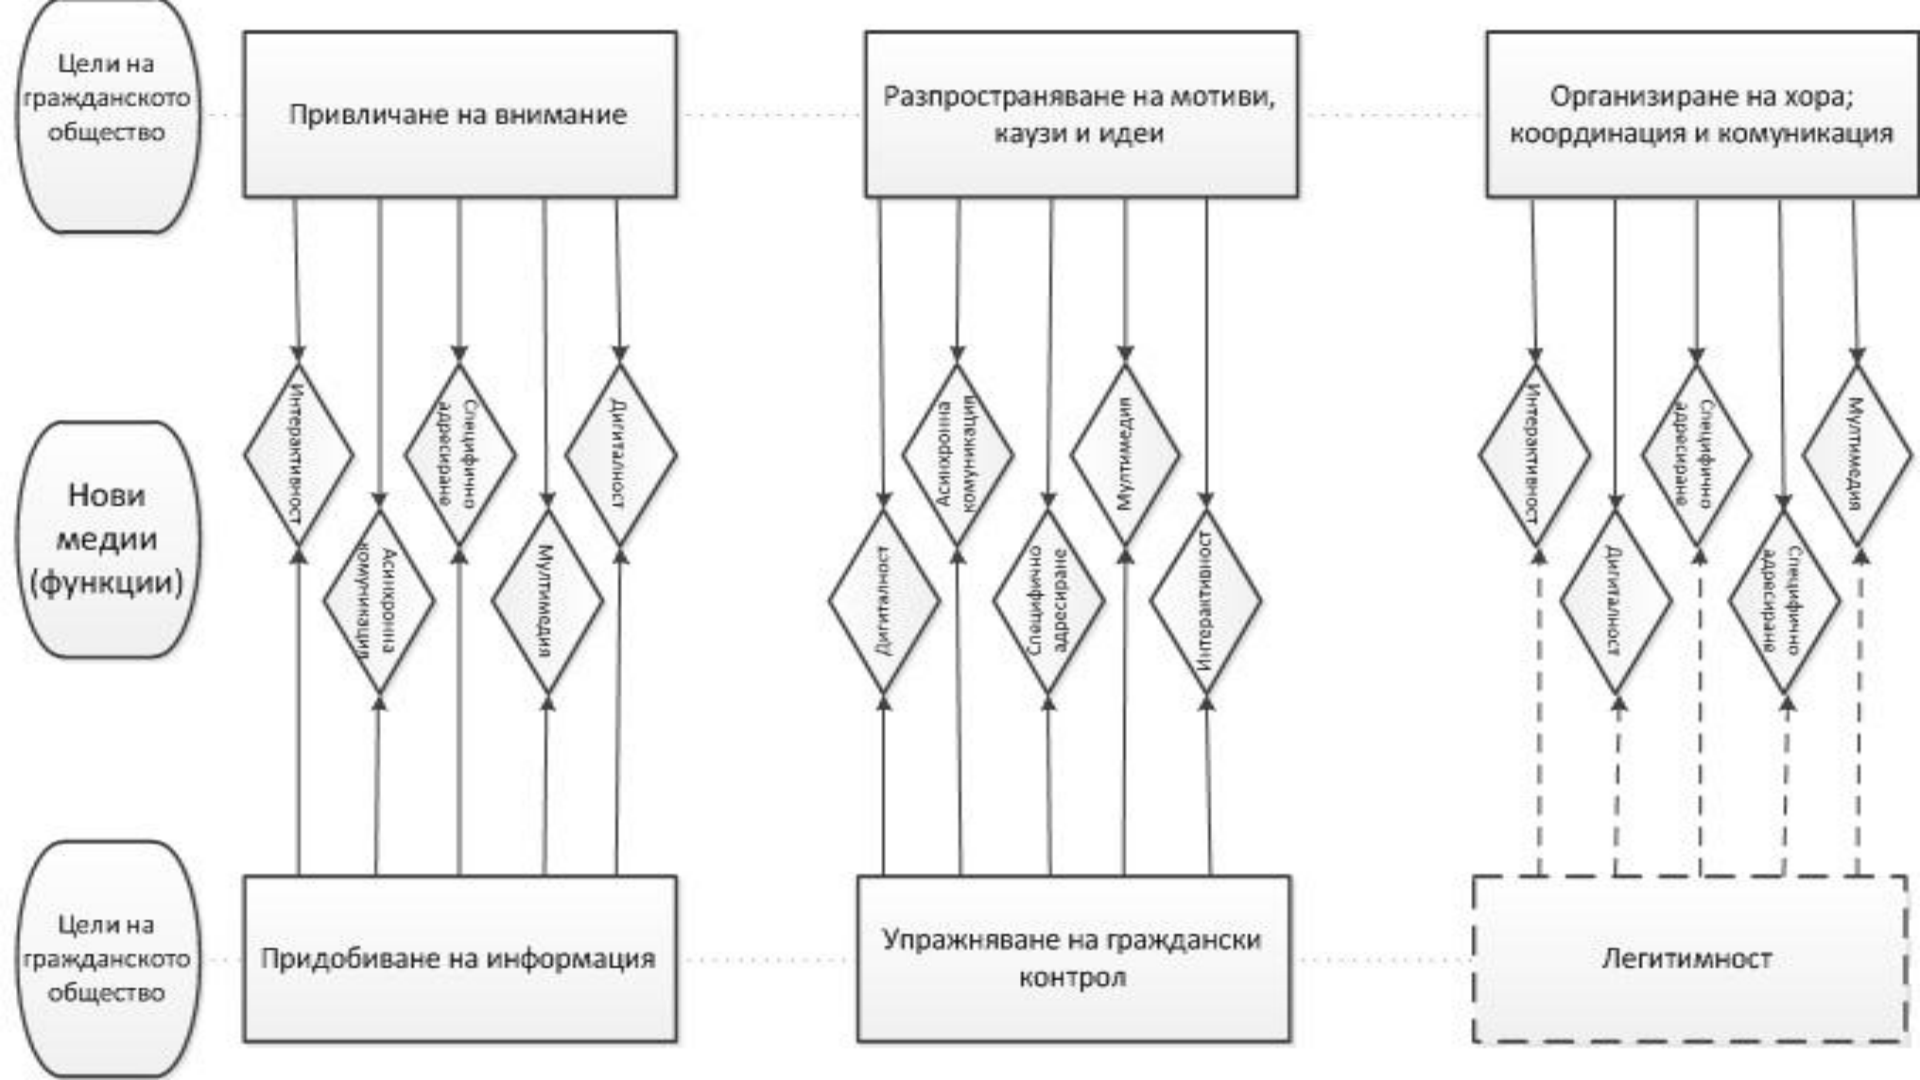 Цели на
гражданското
общество
Привличане на внимание
Разпространяване на мотиви,
каузи и идеи
Организиране на хора;
координация и комуникация
Нови
медии
(функции)
Интерактивност
Асинхронна
комуникация
Специфично
адресиране
Мултимедия
Дигиталност
Дигиталност
Асинхронна
комуникация
Специфично
адресиране
Мултимедия
Интерактивност
Интерактивност
Дигиталност
Специфично
адресиране
Специфично
адресиране
Мултимедия
Цели на
гражданското
общество
Придобиване на информация
Упражняване на граждански
контрол
Легитимност